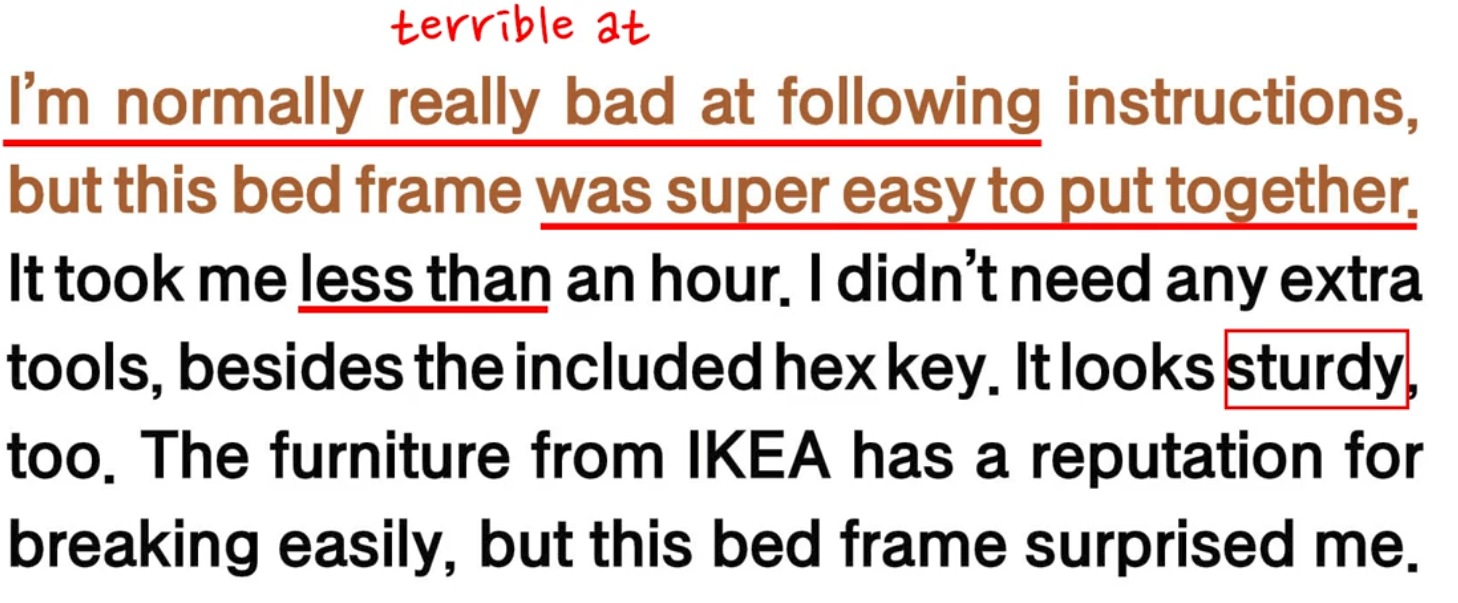 terrible at
I'm normally really bad at following instructions,
but this bed frame was super easy to put together.
It took me less than an hour. I didn't need any extra
tools, besides the included hex key. It looks sturdy,
too. The furniture from IKEA has a reputation for
breaking easily, but this bed frame surprised me.